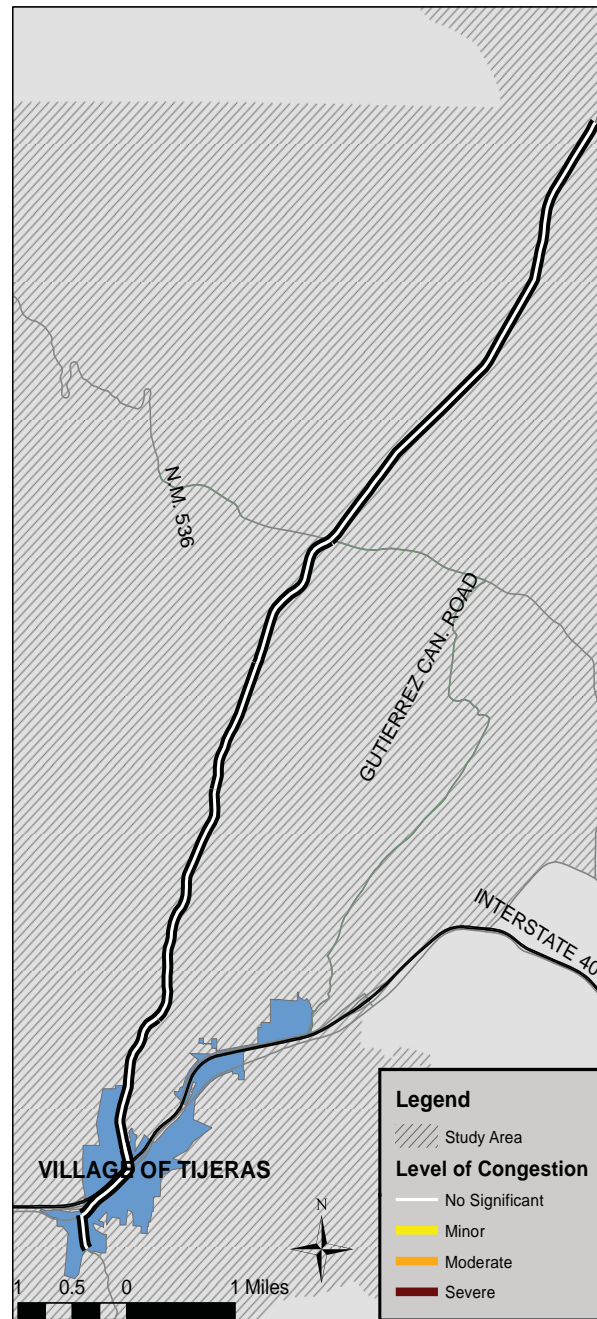 N.M. 536
GUTIERREZ CAN. ROAD
INTERSTATE 40
VILLAGE OF TIJERAS
N
1 0.5 0 1 Miles
Legend
Study Area
Level of Congestion
No Significant
Minor
Moderate
Severe